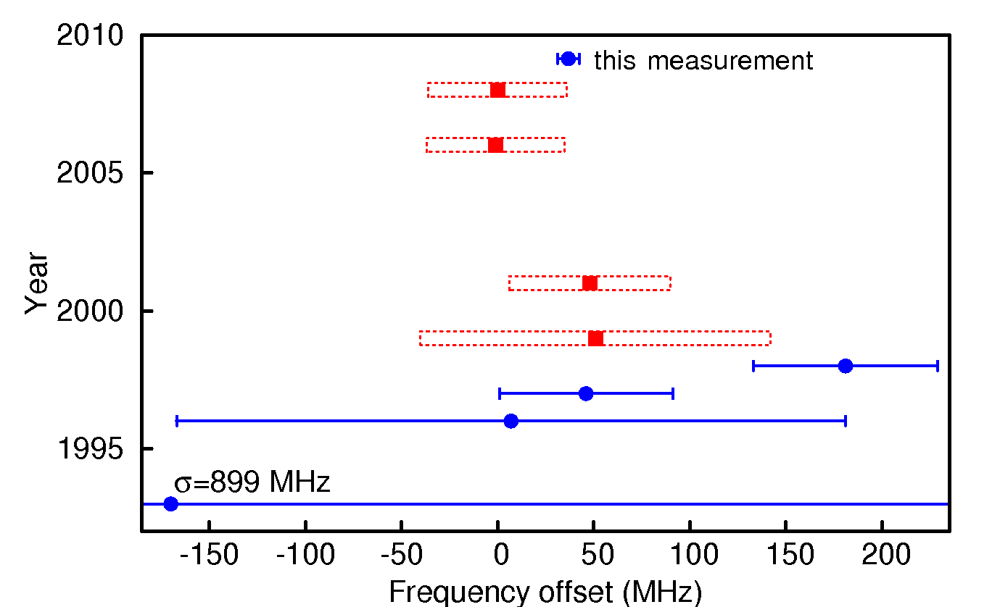 2010
this measurement
2005
Year
2000
1995
σ=899 MHz
-150 -100 -50 0 50 100 150 200
Frequency offset (MHz)